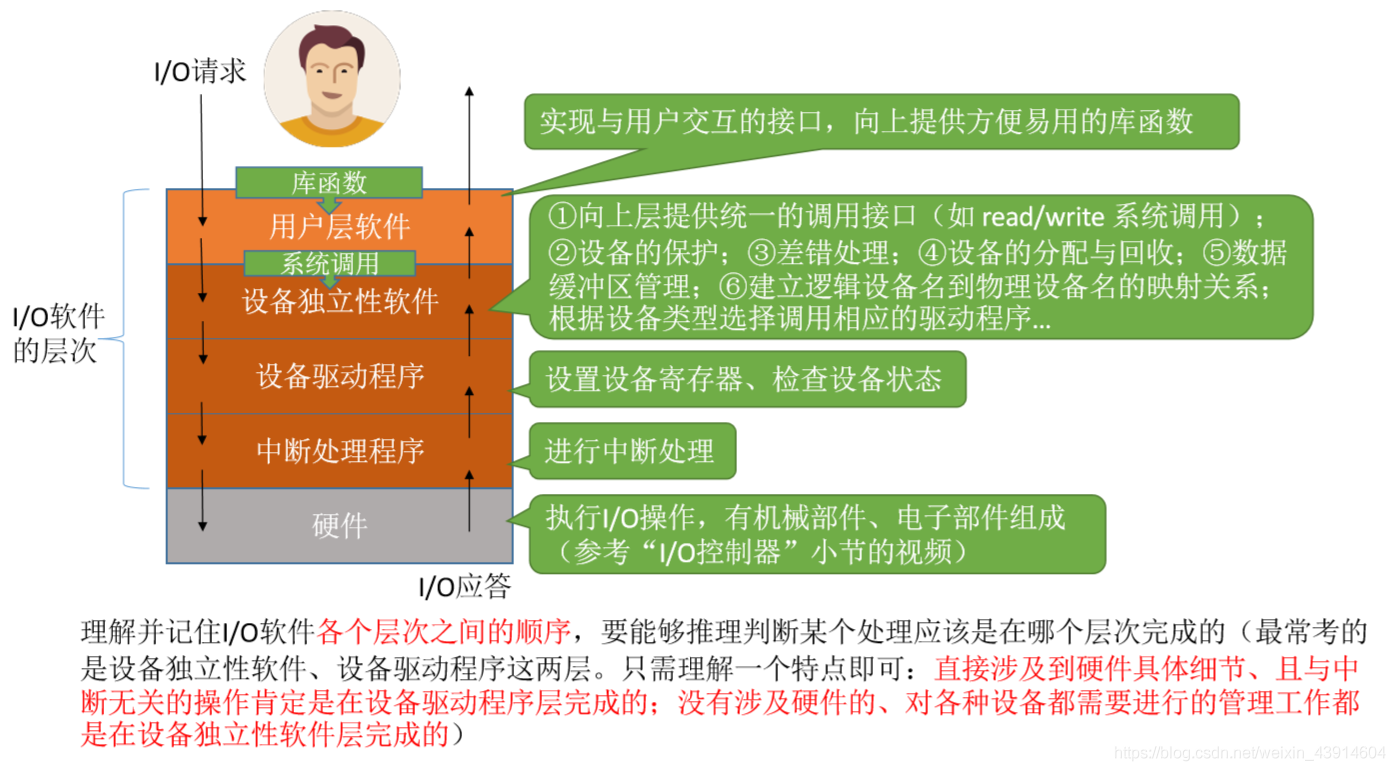 I/O请求
实现与用户交互的接口，向上提供方便易用的库函数
库函数
用户层软件
系统调用
①向上层提供统一的调用接口（如 read/write 系统调用）；
②设备的保护；③差错处理；④设备的分配与回收；⑤数据
缓冲区管理；⑥建立逻辑设备名到物理设备名的映射关系；
根据设备类型选择调用相应的驱动程序...
设备独立性软件
I/O软件
的层次
设备驱动程序
设置设备寄存器、检查设备状态
中断处理程序
进行中断处理
硬件
执行I/O操作，有机械部件、电子部件组成
（参考“I/O控制器”小节的视频）
I/O应答
理解并记住I/O软件各个层次之间的顺序，要能够推理判断某个处理应该是在哪个层次完成的（最常考的
是设备独立性软件、设备驱动程序这两层。只需理解一个特点即可：直接涉及到硬件具体细节、且与中
断无关的操作肯定是在设备驱动程序层完成的；没有涉及硬件的、对各种设备都需要进行的管理工作都
是在设备独立性软件层完成的）
https://blog.csdn.net/weixin_43914604